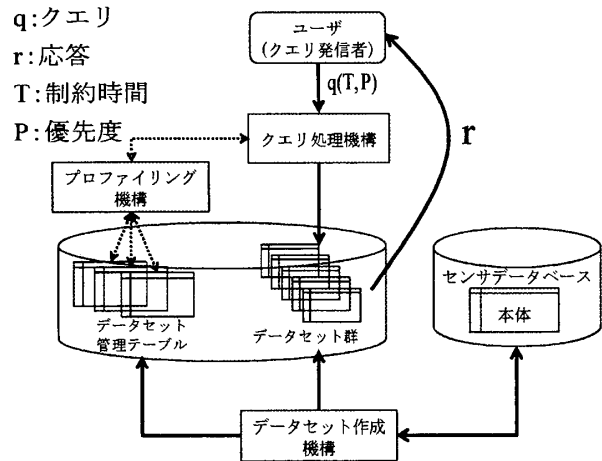 q:クエリ
r:応答
T:制約時間
P:優先度
ユーザ
(クエリ発信者)
q(T,P)
クエリ処理機構
r
プロファイリング
機構
データセット
管理テーブル
データセット群
センサデータベース
本体
データセット作成
機構